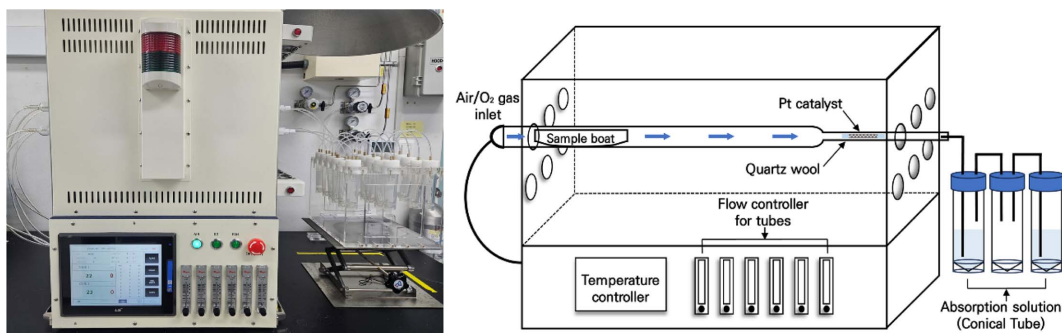 Air/O₂ gas
inlet
Sample boat
Pt catalyst
Quartz wool
Flow controller
for tubes
Temperature
controller
Absorption solution
(Conical Tube)